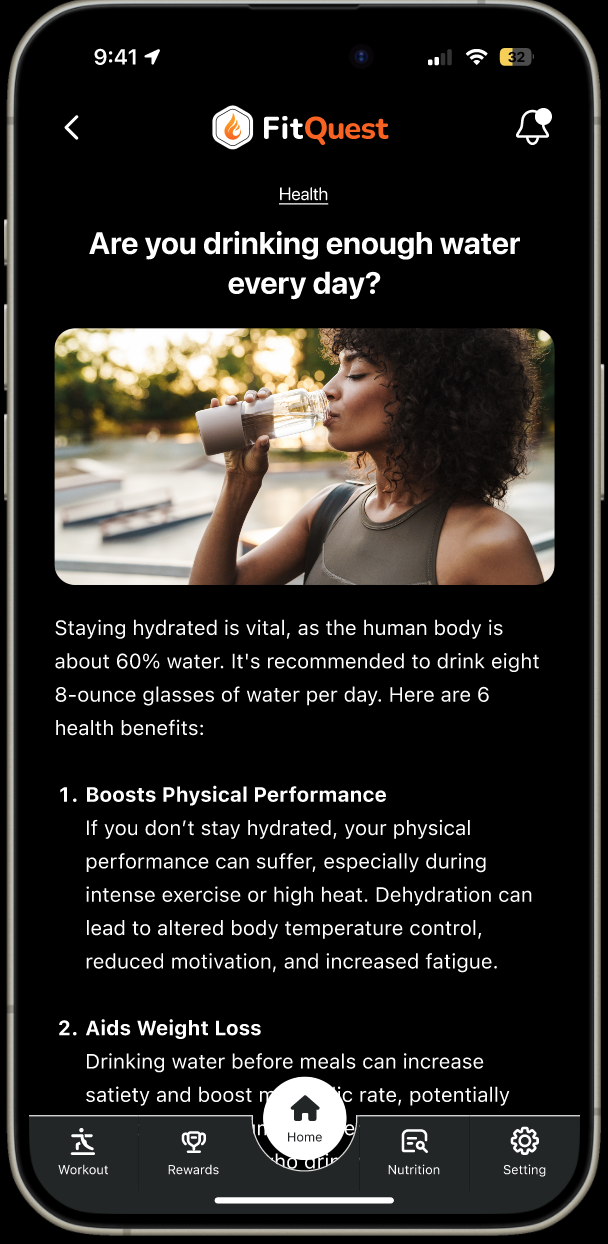 9:41
32
FitQuest
Health
Are you drinking enough water
every day?
Staying hydrated is vital, as the human body is
about 60% water. It's recommended to drink eight
8-ounce glasses of water per day. Here are 6
health benefits:
1. Boosts Physical Performance
If you don’t stay hydrated, your physical
performance can suffer, especially during
intense exercise or high heat. Dehydration can
lead to altered body temperature control,
reduced motivation, and increased fatigue.
2. Aids Weight Loss
Drinking water before meals can increase
satiety and boost rate, potentially
Home
Workout
Rewards
Nutrition
Setting